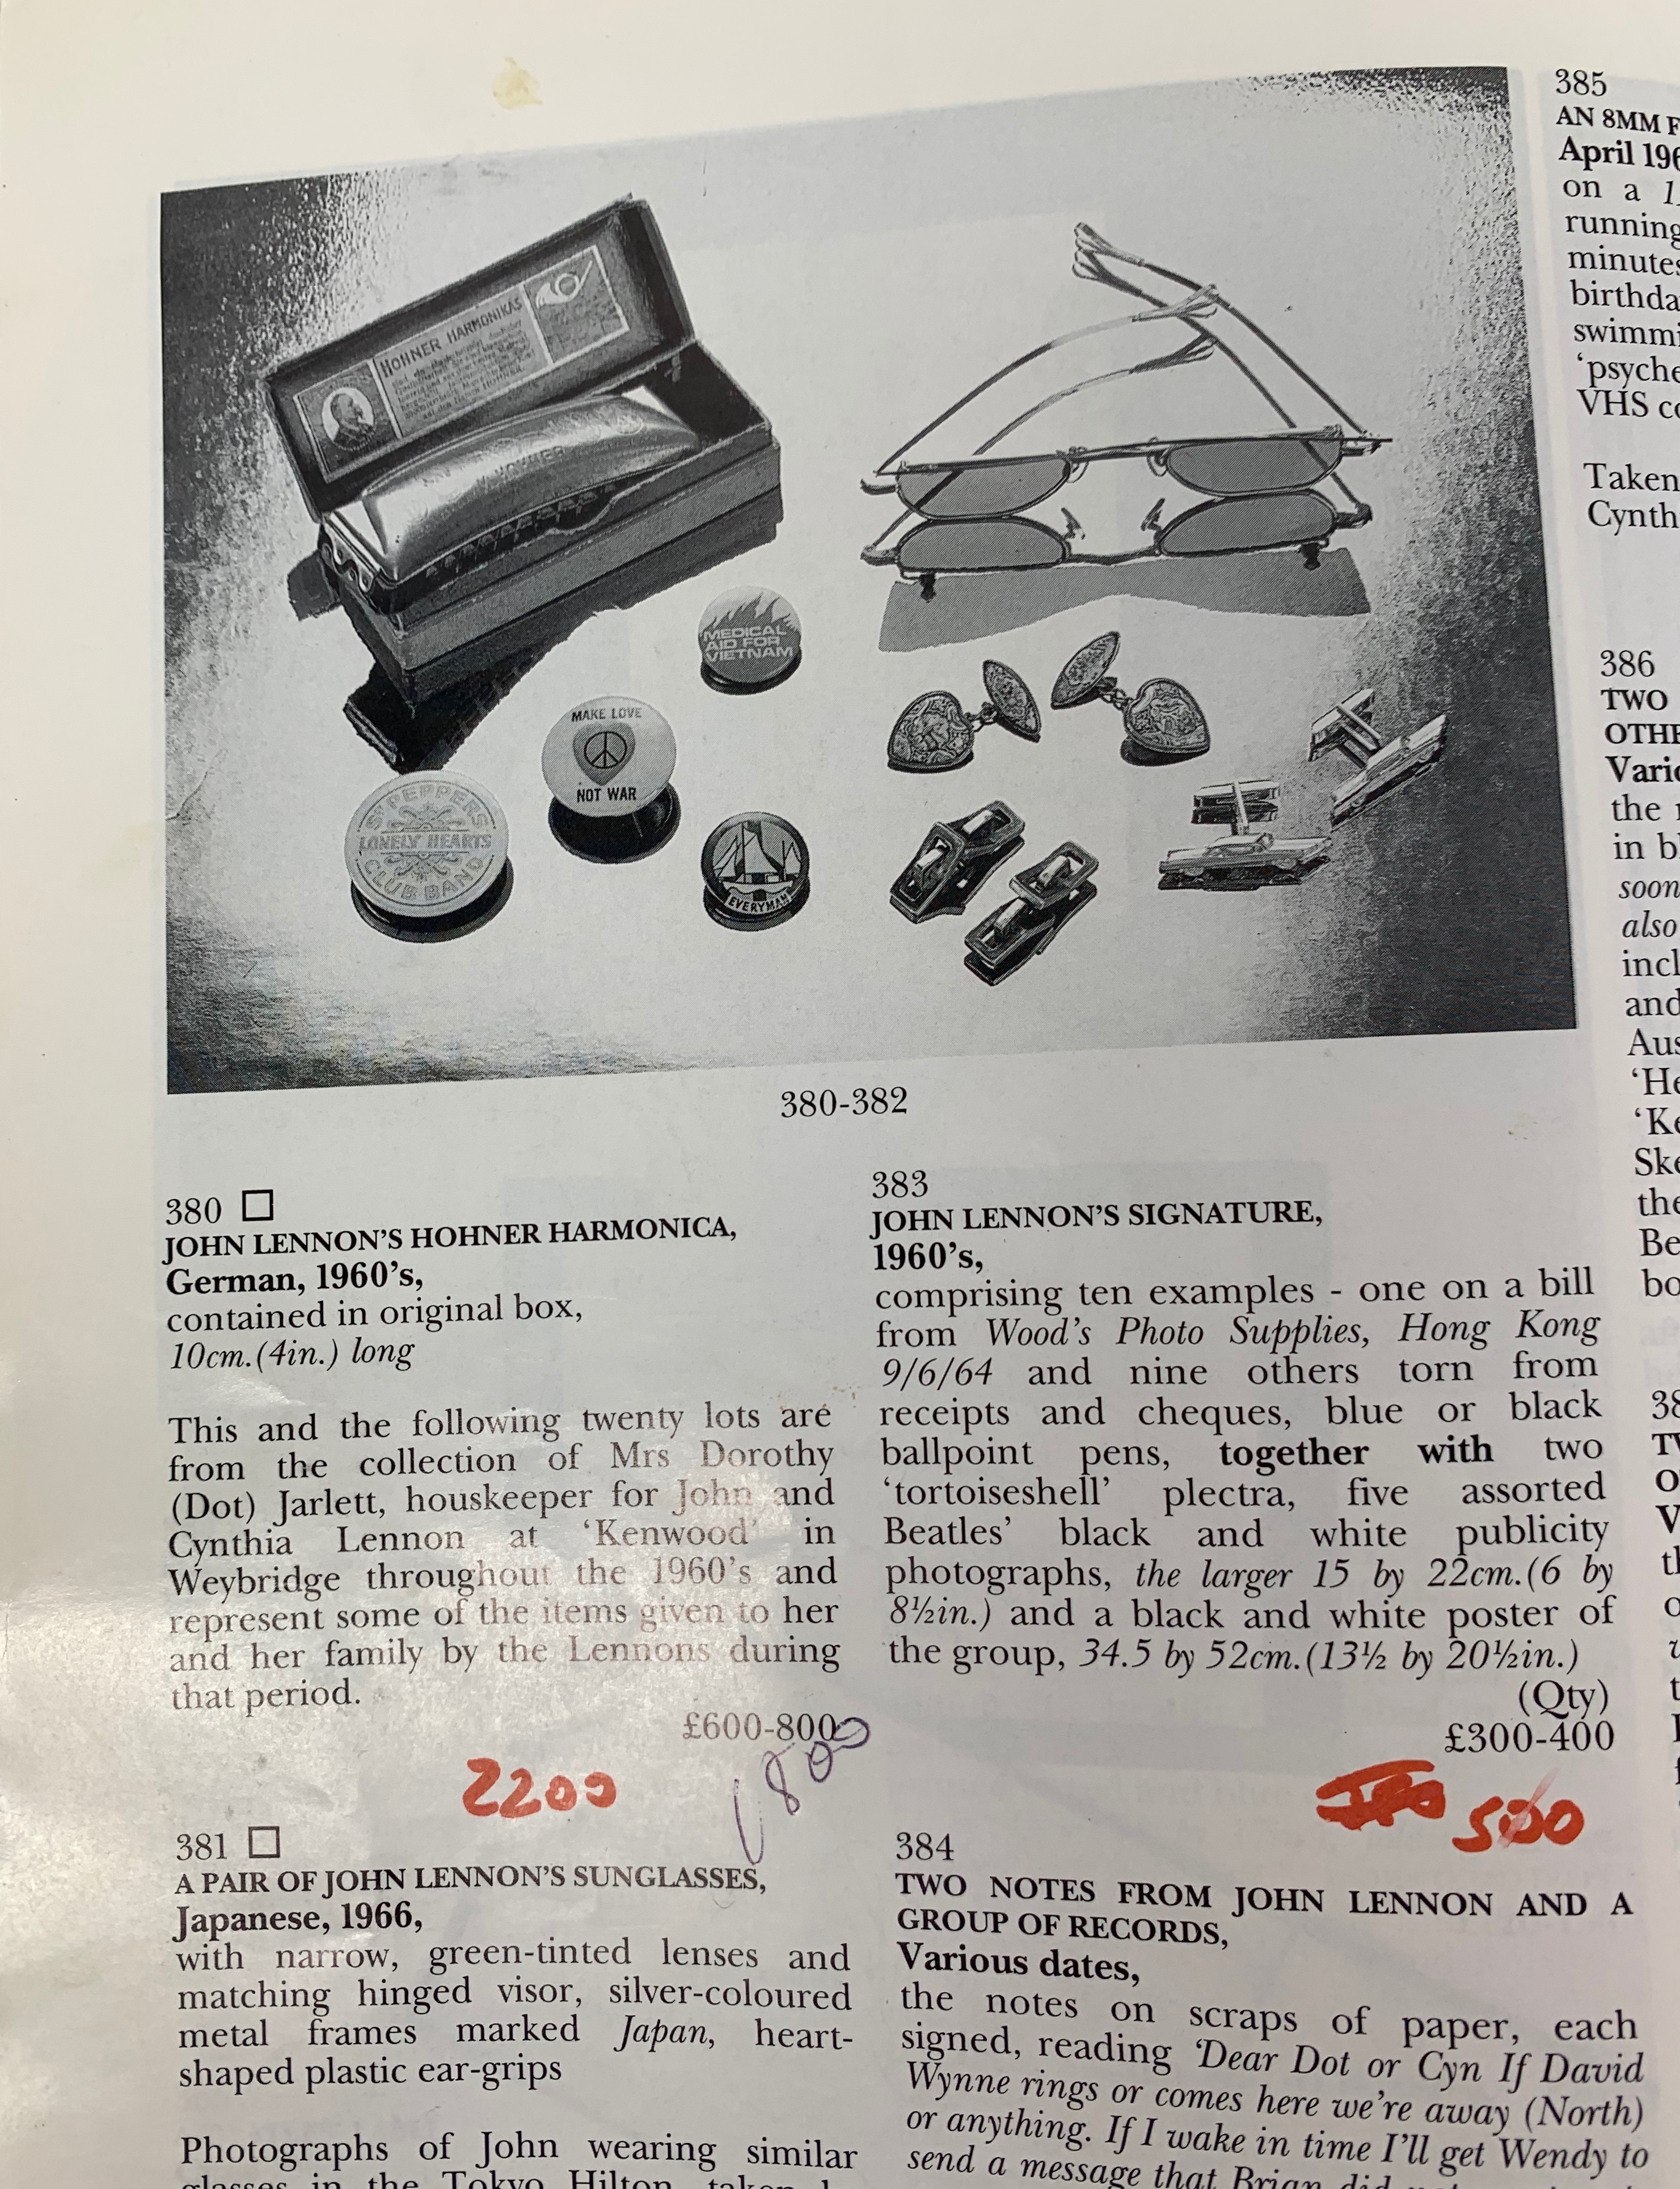 HOHNER HARMONIKAS
HOHNER
MEDICAL
AID FOR
VIETNAM
MAKE LOVE
NOT WAR
SGT PEPPERS
LONELY HEARTS
CLUB BAND
EVERYMAN
380-382
380
JOHN LENNON'S HOHNER HARMONICA,
German, 1960's,
contained in original box,
10cm.(4in.) long
This and the following twenty lots are
from the collection of Mrs Dorothy
(Dot) Jarlett, houskeeper for John and
Cynthia Lennon at 'Kenwood' in
Weybridge throughout the 1960's and
represent some of the items given to her
and her family by the Lennons during
that period.
£600-800
1800
2200
381
A PAIR OF JOHN LENNON'S SUNGLASSES,
Japanese, 1966,
with narrow, green-tinted lenses and
matching hinged visor, silver-coloured
metal frames marked Japan, heart-
shaped plastic ear-grips
Photographs of John wearing similar
glasses in the Tokyo Hilton, taken
383
JOHN LENNON'S SIGNATURE,
1960's,
comprising ten examples - one on a bill
from Wood's Photo Supplies, Hong Kong
9/6/64 and nine others torn from
receipts and cheques, blue or black
ballpoint pens, together with two
'tortoiseshell' plectra, five assorted
Beatles' black and white publicity
photographs, the larger 15 by 22cm.(6 by
8½in.) and a black and white poster of
the group, 34.5 by 52cm.(13½ by 20½in.)
(Qty)
£300-400
500
384
TWO NOTES FROM JOHN LENNON AND A
GROUP OF RECORDS,
Various dates,
the notes on scraps of paper, each
signed, reading 'Dear Dot or Cyn If David
Wynne rings or comes here we're away (North)
or anything. If I wake in time I'll get Wendy to
send a message that Brian did
385
AN 8MM F
April 196
on a 1
running
minutes
birthda
swimmi
'psyche
VHS co
Taken
Cynth
386
TWO
OTHE
Vario
the
in b
soon
also
incl
and
Aus
'He
'Ke
Ske
the
Be
bo
38